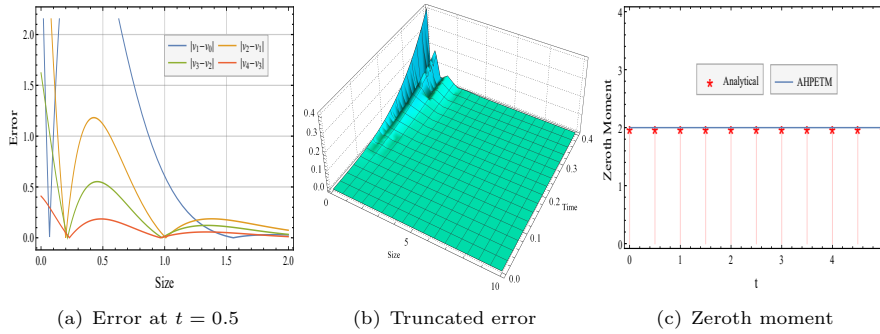 Error
2.0
1.5
1.0
0.5
0.0
|v₁−v₀| |v₂−v₁|
|v₃−v₂| |v₄−v₃|
0.0 0.5 1.0 1.5 2.0
Size
(a) Error at t = 0.5
0.4
0.3
0.2
0.1
0.0
0
5
10
Size
0.0
0.1
0.2
0.3
0.4
Time
(b) Truncated error
Zeroth Moment
4
3
2
1
0
Analytical AHPETM
0 1 2 3 4
t
(c) Zeroth moment